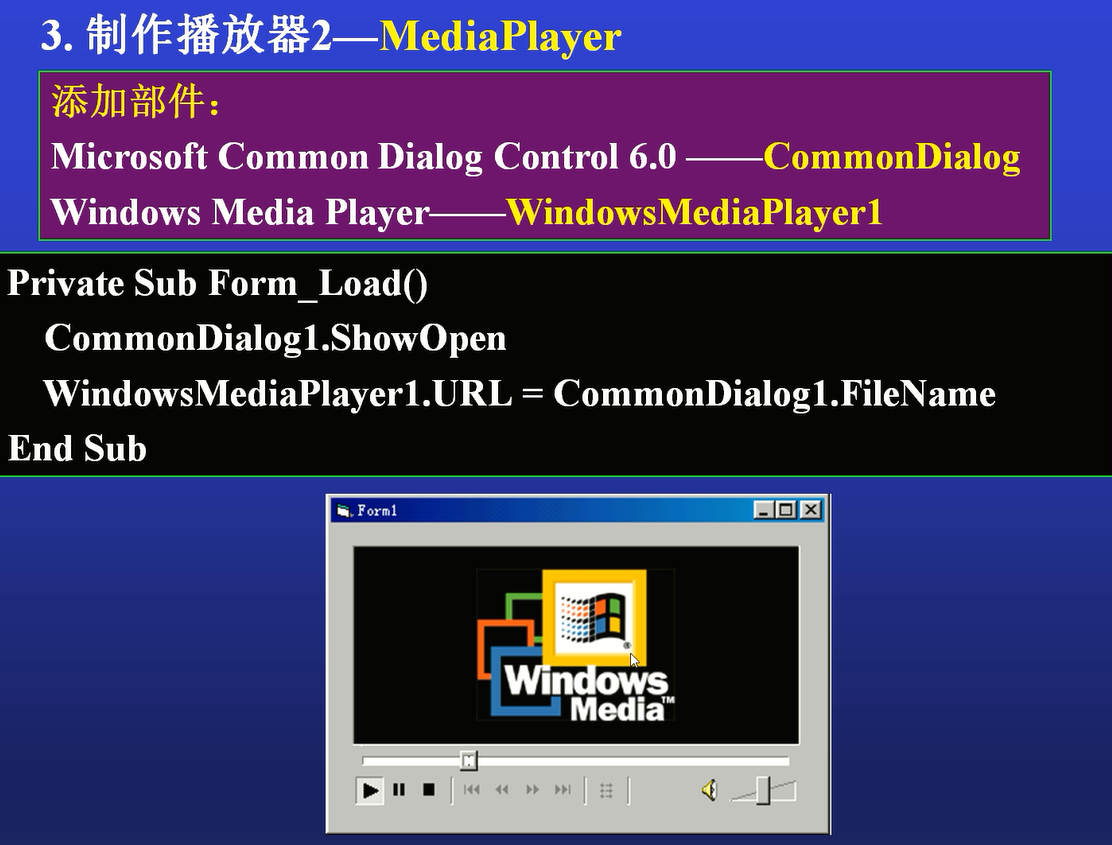 3. 制作播放器2—MediaPlayer
添加部件：
Microsoft Common Dialog Control 6.0 ——CommonDialog
Windows Media Player——WindowsMediaPlayer1
Private Sub Form_Load()
CommonDialog1.ShowOpen
WindowsMediaPlayer1.URL = CommonDialog1.FileName
End Sub
Form1
Windows
Media™